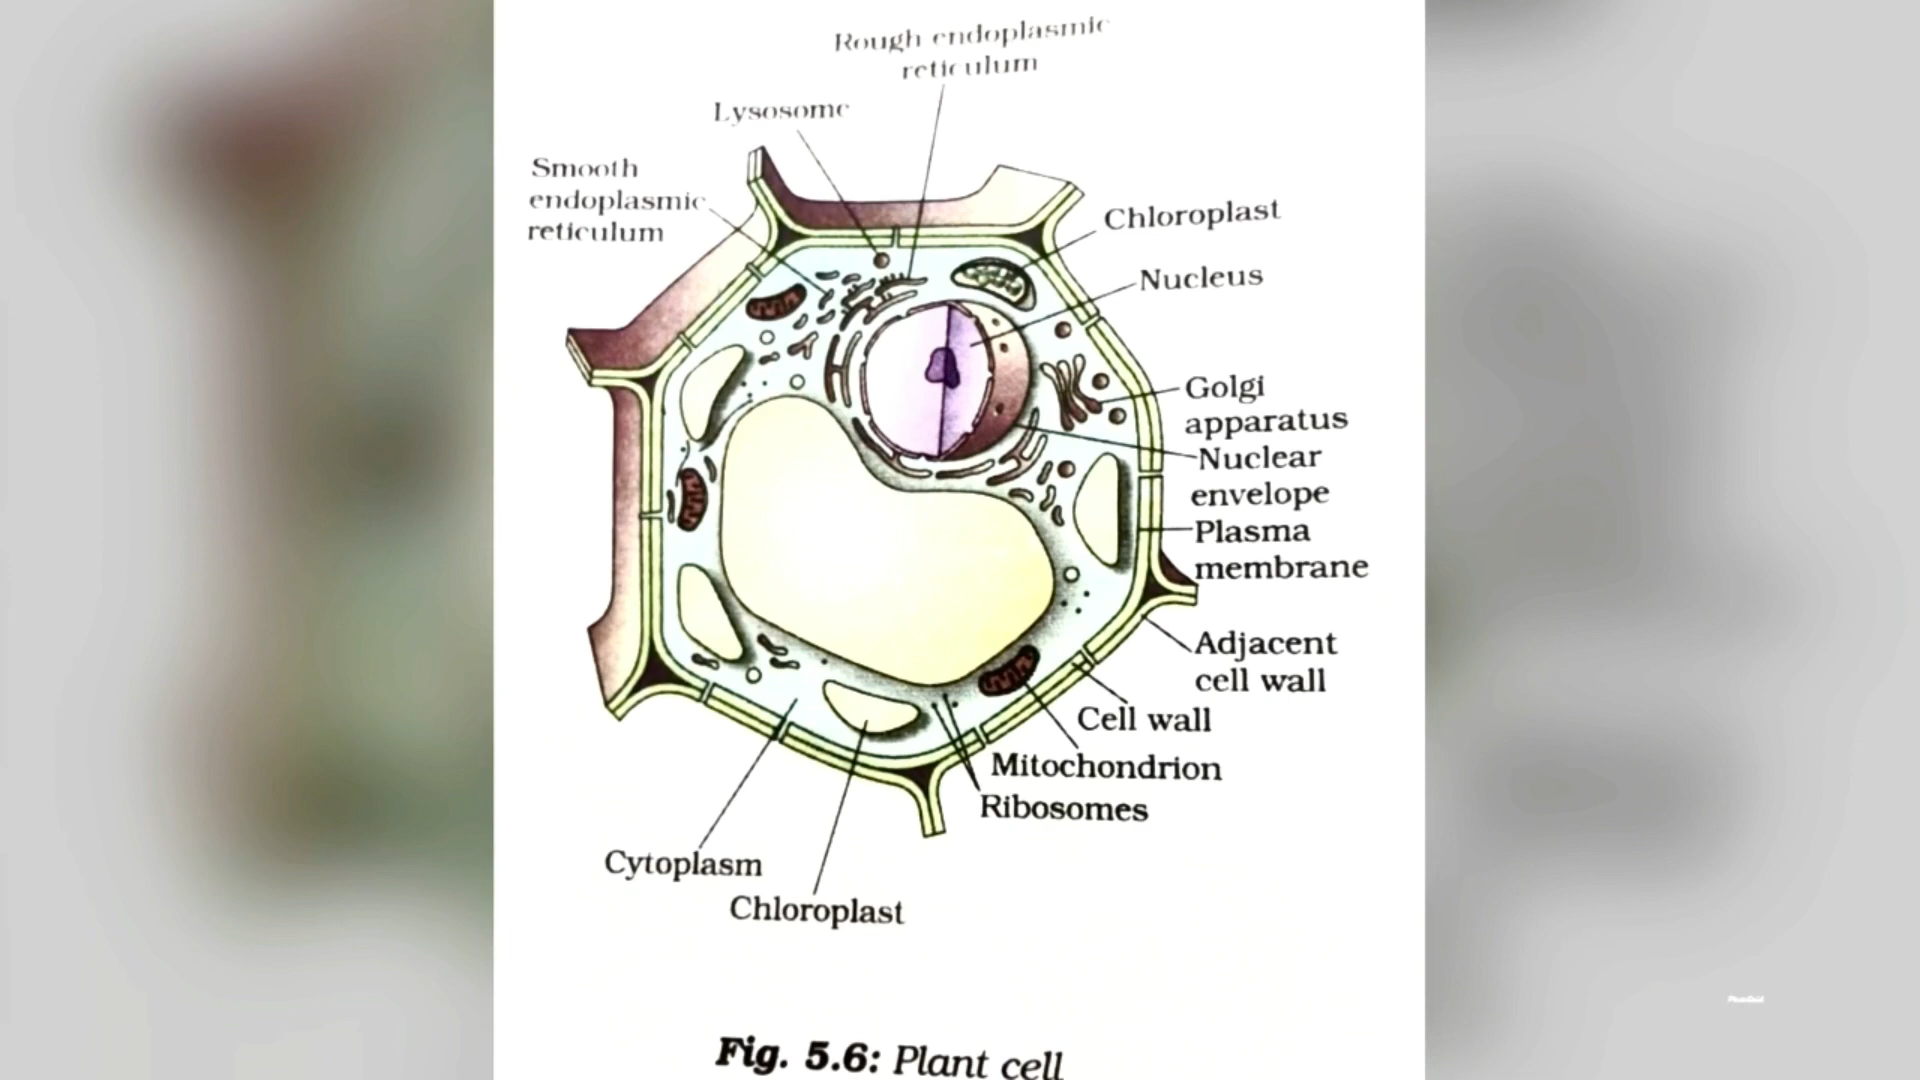 Rough endoplasmic
reticulum
Lysosome
Smooth
endoplasmic
reticulum
Chloroplast
Nucleus
Golgi
apparatus
Nuclear
envelope
Plasma
membrane
Adjacent
cell wall
Cell wall
Mitochondrion
Ribosomes
Cytoplasm
Chloroplast
Fig. 5.6: Plant cell